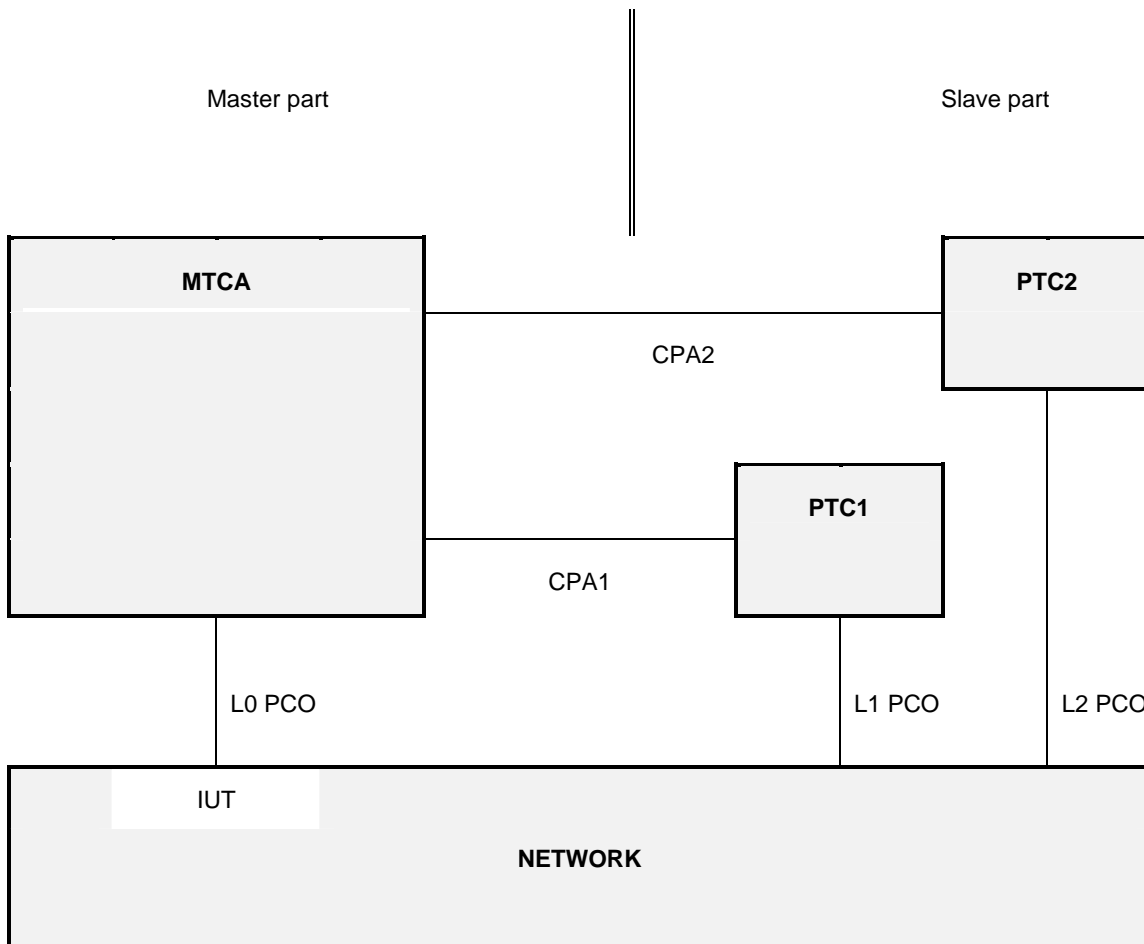 Master part
Slave part
MTCA
PTC2
CPA2
PTC1
CPA1
L0 PCO
L1 PCO
L2 PCO
IUT
NETWORK